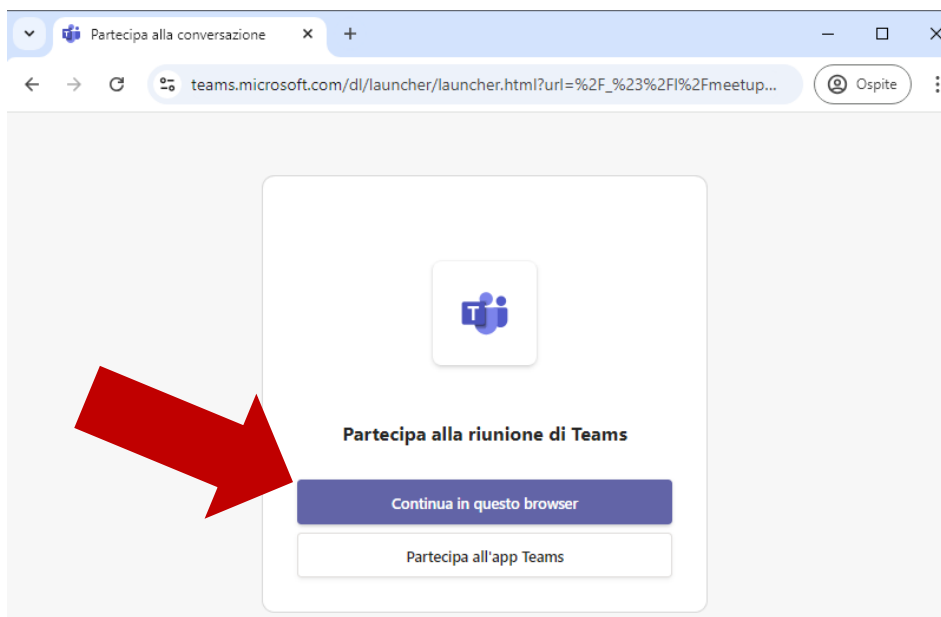 Partecipa alla conversazione
teams.microsoft.com/dl/launcher/launcher.html?url=%2F_%23%2Fl%2Fmeetup...
Ospite
T
Partecipa alla riunione di Teams
Continua in questo browser
Partecipa all'app Teams